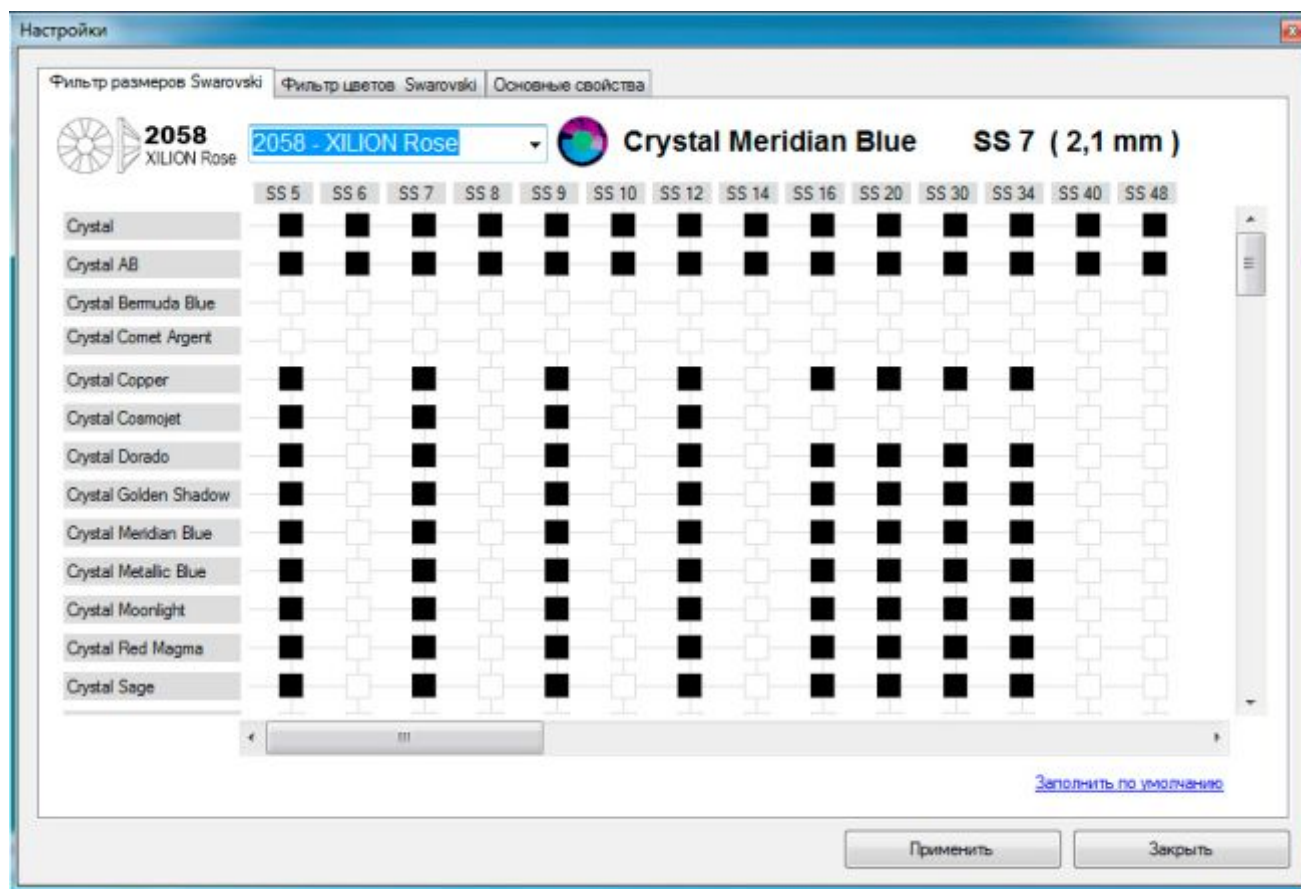 Настройки
Фильтр размеров Swarovski Фильтр цветов Swarovski Основные свойства
2058 XILION Rose 2058 - XILION Rose Crystal Meridian Blue SS 7 ( 2,1 mm )
SS 5 SS 6 SS 7 SS 8 SS 9 SS 10 SS 12 SS 14 SS 16 SS 20 SS 30 SS 34 SS 40 SS 48
Crystal
Crystal AB
Crystal Bermuda Blue
Crystal Comet Argent
Crystal Copper
Crystal Cosmojet
Crystal Dorado
Crystal Golden Shadow
Crystal Meridian Blue
Crystal Metallic Blue
Crystal Moonlight
Crystal Red Magma
Crystal Sage
Заполнить по умолчанию
Применить Закрыть